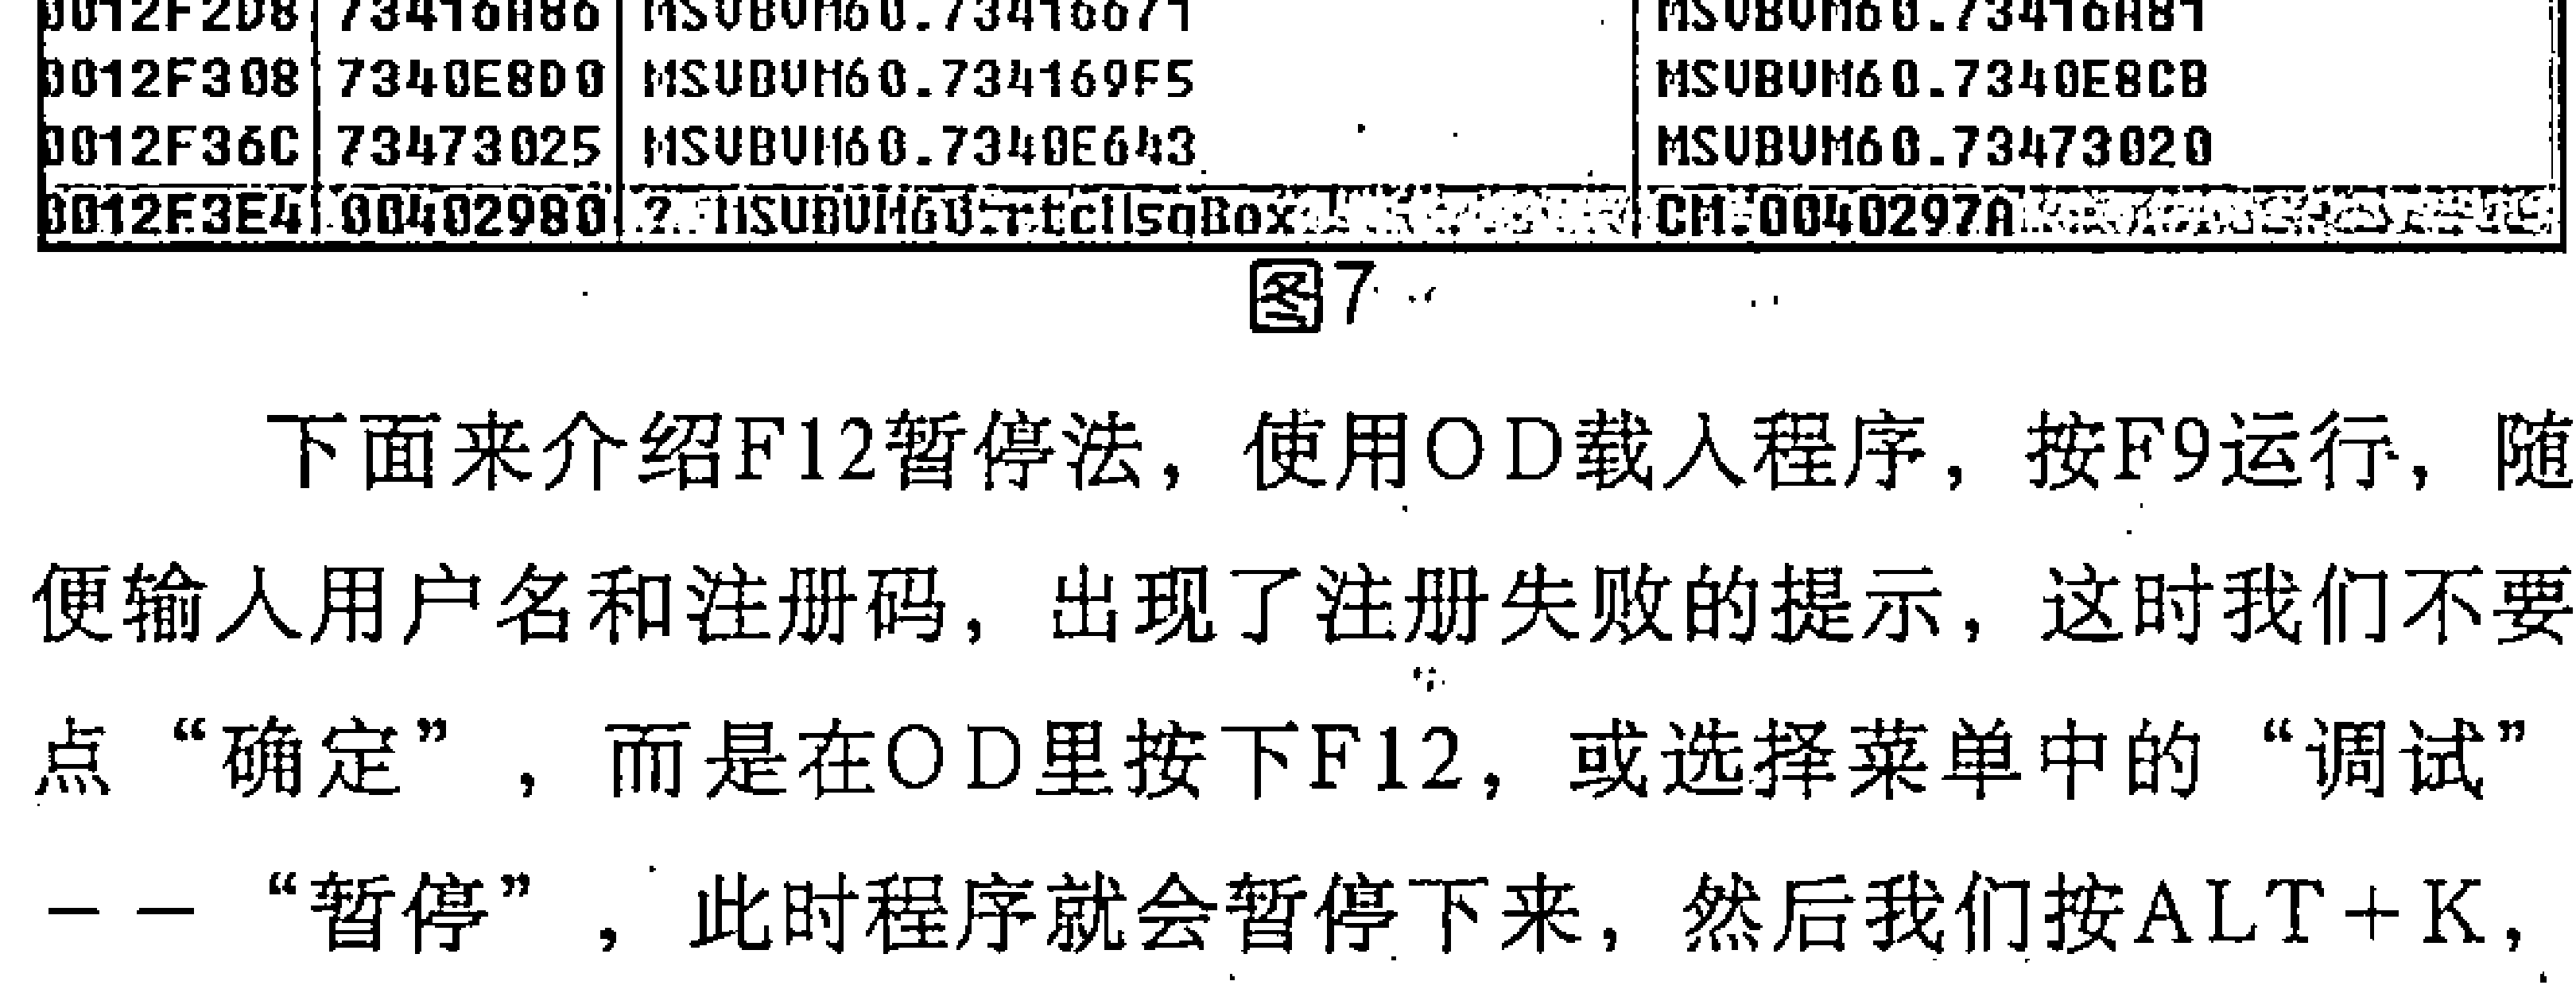 0012F2D8 73416A86 MSVBVM60.73416671 MSVBVM60.73416A81
0012F308 7340E8D0 MSVBVM60.734169F5 MSVBVM60.7340E8CB
0012F36C 73473025 MSVBVM60.7340E643 MSVBVM60.73473020
0012F3E4 00402980 ? MSVBVM60.rtcMsgBox CM.0040297A
图7
下面来介绍F12暂停法，使用OD载入程序，按F9运行，随
便输入用户名和注册码，出现了注册失败的提示，这时我们不要
点“确定”，而是在OD里按下F12，或选择菜单中的“调试”
－－“暂停”，此时程序就会暂停下来，然后我们按ALT＋K，